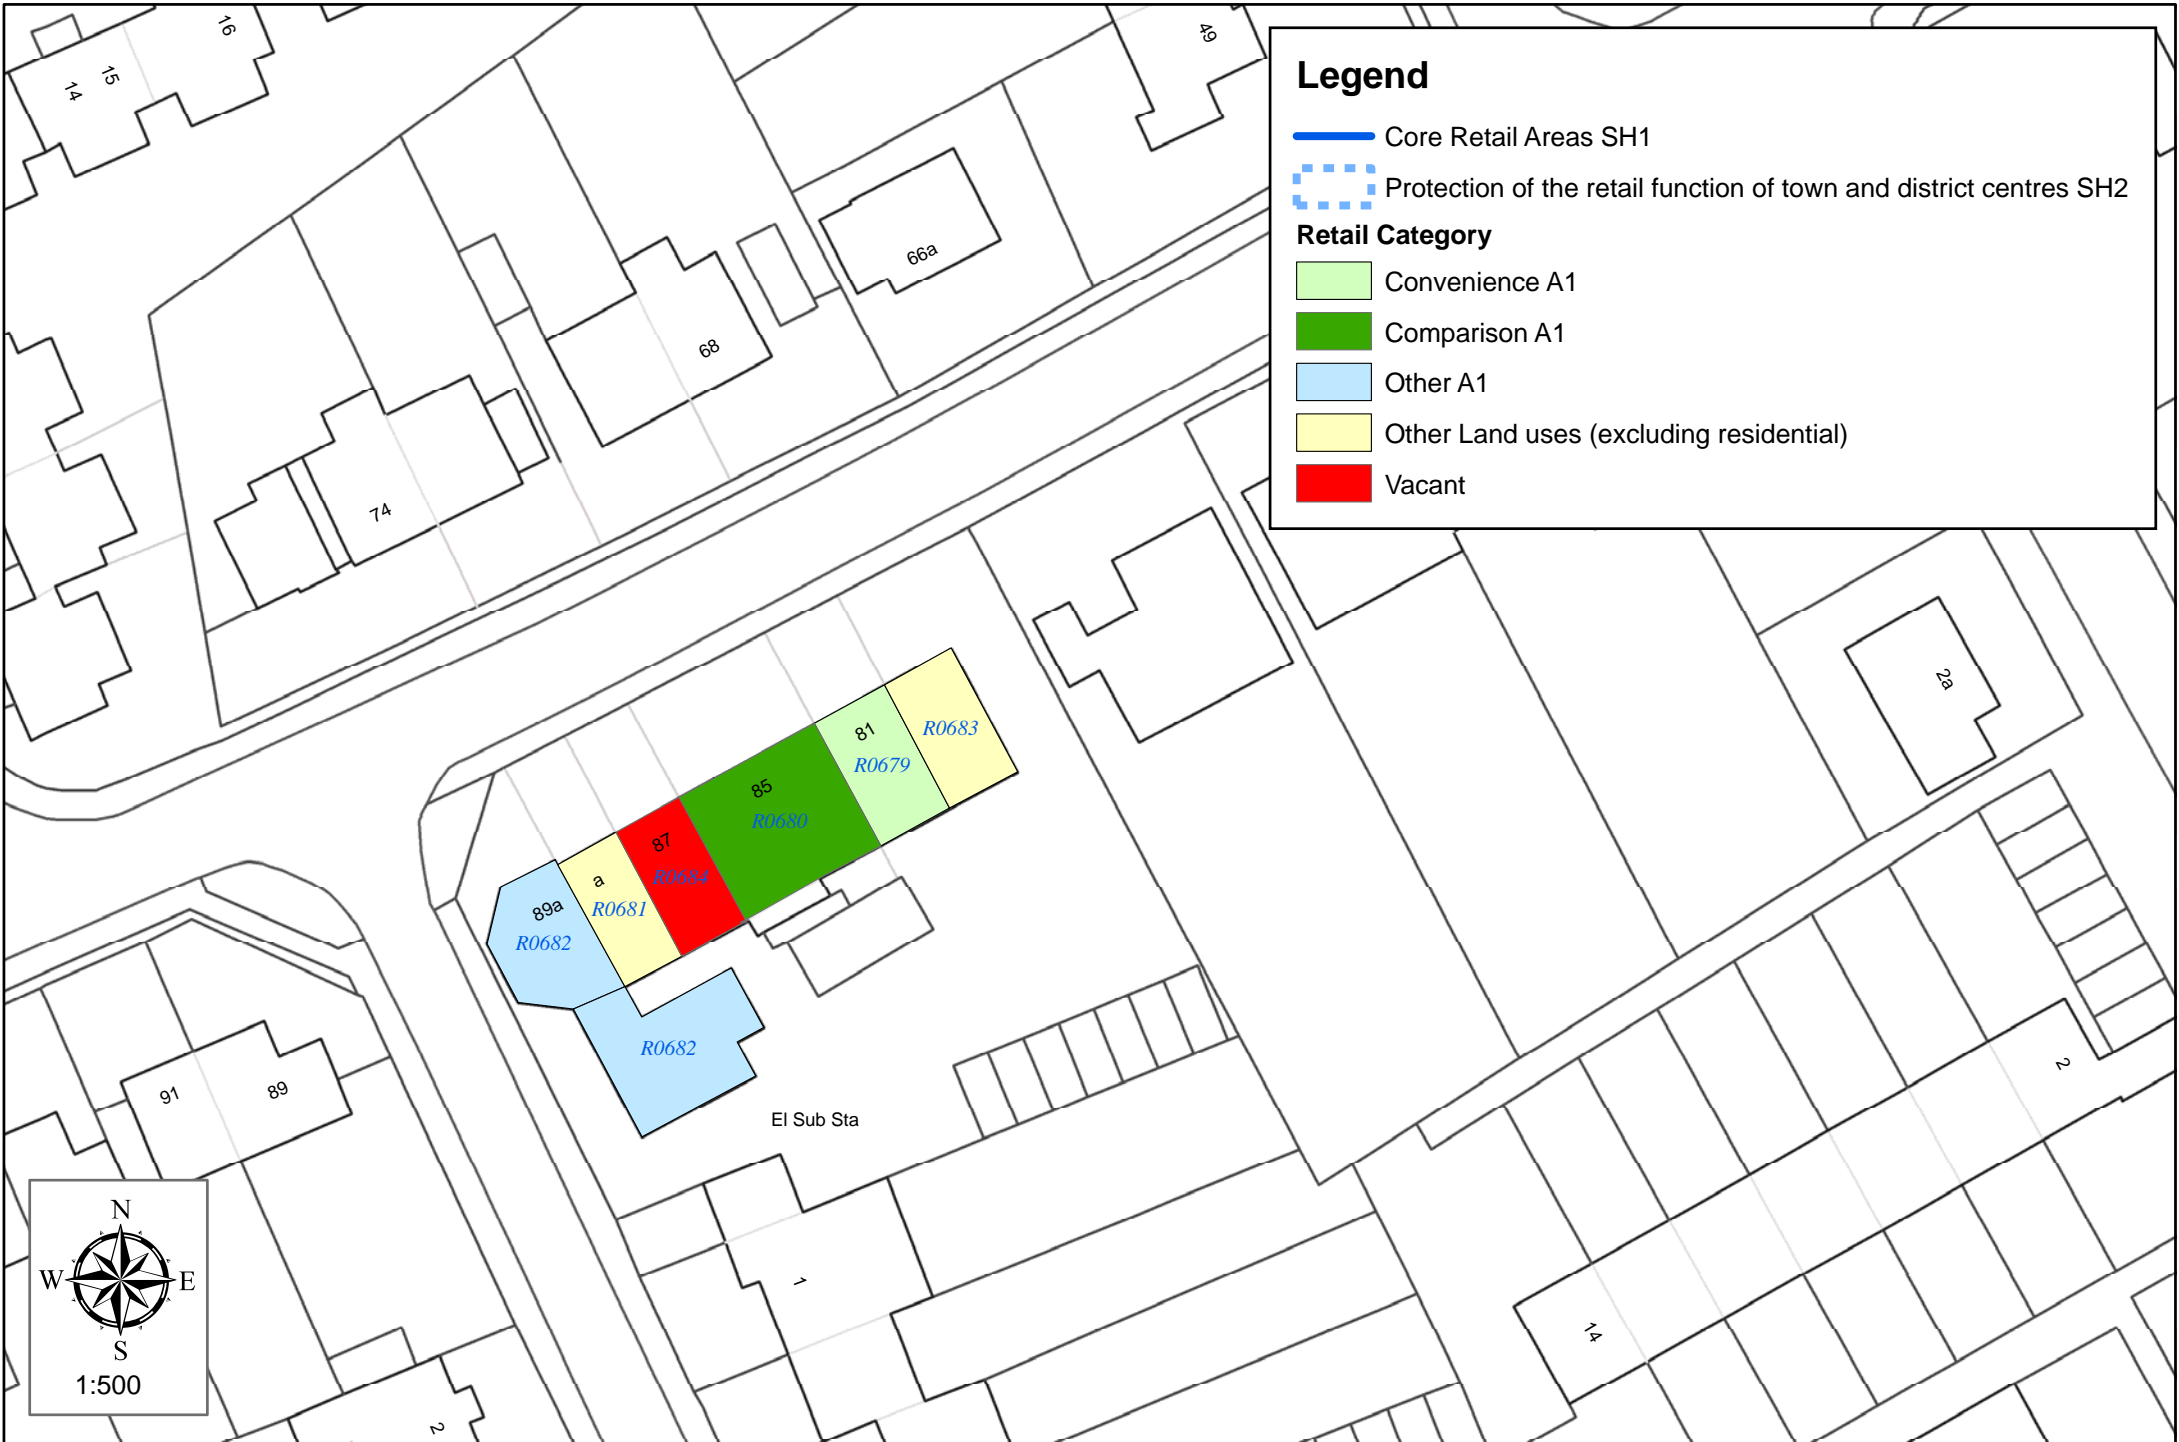 Legend
Core Retail Areas SH1
Protection of the retail function of town and district centres SH2
Retail Category
Convenience A1
Comparison A1
Other A1
Other Land uses (excluding residential)
Vacant
16
15
14
49
66a
68
74
2a
81
R0683
R0679
85
R0680
87
R0684
a
R0681
89a
R0682
R0682
91
89
El Sub Sta
2
1
14
2
N
W E
S
1:500